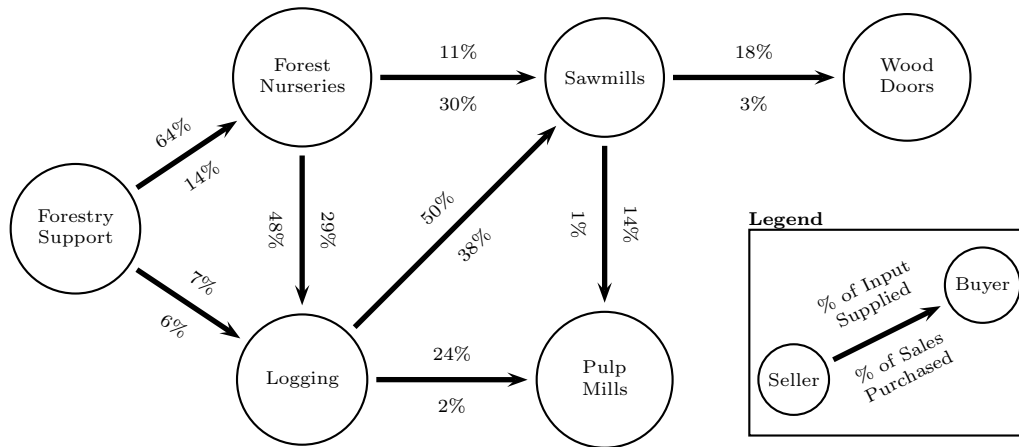 Forest
Nurseries
11%
30%
Sawmills
18%
3%
Wood
Doors
64%
14%
Forestry
Support
48%
29%
50%
38%
1%
14%
7%
6%
Logging
24%
2%
Pulp
Mills
Legend
% of Input
Supplied
Buyer
Seller
% of Sales
Purchased